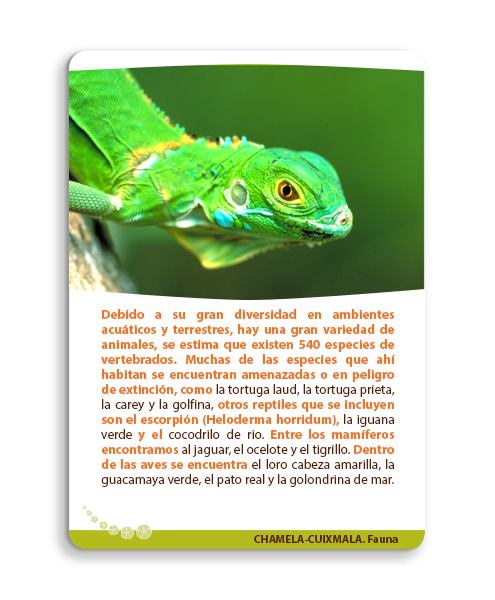 Debido a su gran diversidad en ambientes
acuáticos y terrestres, hay una gran variedad de
animales, se estima que existen 540 especies de
vertebrados. Muchas de las especies que ahí
habitan se encuentran amenazadas o en peligro
de extinción, como la tortuga laud, la tortuga prieta,
la carey y la golfina, otros reptiles que se incluyen
son el escorpión (Heloderma horridum), la iguana
verde y el cocodrilo de rio. Entre los mamíferos
encontramos al jaguar, el ocelote y el tigrillo. Dentro
de las aves se encuentra el loro cabeza amarilla, la
guacamaya verde, el pato real y la golondrina de mar.
CHAMELA-CUIXMALA. Fauna